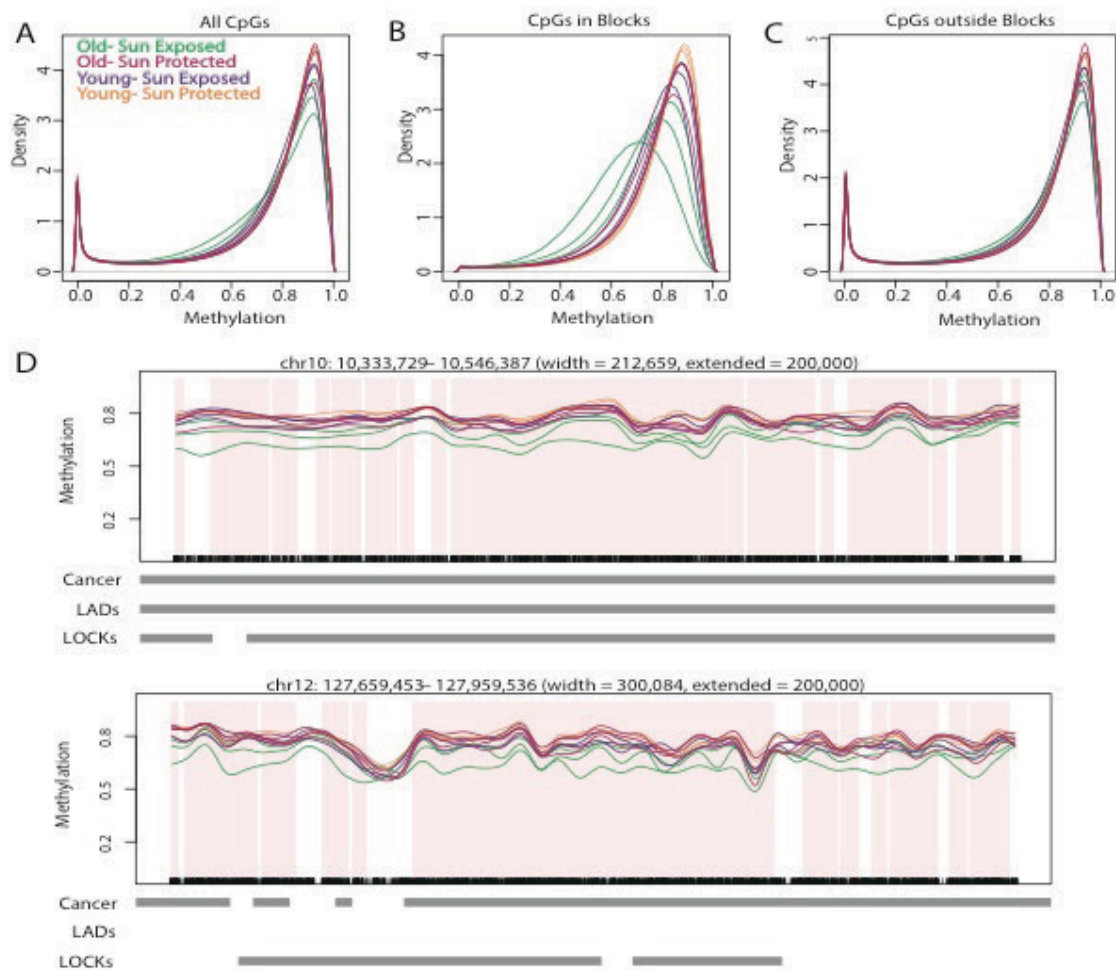 A
All CpGs
Old- Sun Exposed
Old- Sun Protected
Young- Sun Exposed
Young- Sun Protected
Density
0 1 2 3 4
0.0 0.2 0.4 0.6 0.8 1.0
Methylation
B
CpGs in Blocks
Density
0 1 2 3 4
0.0 0.2 0.4 0.6 0.8 1.0
Methylation
C
CpGs outside Blocks
Density
0 1 2 3 4 5
0.0 0.2 0.4 0.6 0.8 1.0
Methylation
D
chr10: 10,333,729– 10,546,387 (width = 212,659, extended = 200,000)
Methylation
0.2 0.5 0.8
Cancer
LADs
LOCKs
chr12: 127,659,453– 127,959,536 (width = 300,084, extended = 200,000)
Methylation
0.2 0.5 0.8
Cancer
LADs
LOCKs